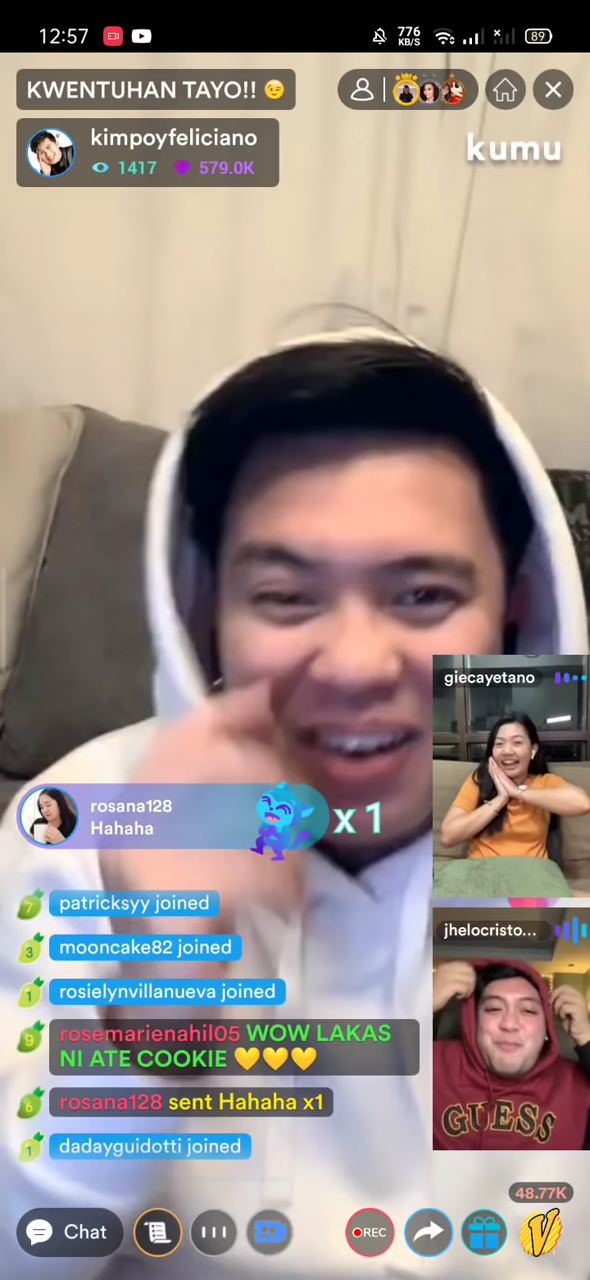 12:57
776
KB/S
89
KWENTUHAN TAYO!! 😉
kimpoyfeliciano
1417
579.0K
kumu
giecayetano
rosana128
Hahaha
x 1
7
patricksyy joined
jhelocristo...
3
mooncake82 joined
1
rosielynvillanueva joined
9
rosemarienahil05 WOW LAKAS
NI ATE COOKIE 💛💛💛
GUESS
6
rosana128 sent Hahaha x1
1
dadayguidotti joined
48.77K
Chat
REC
V